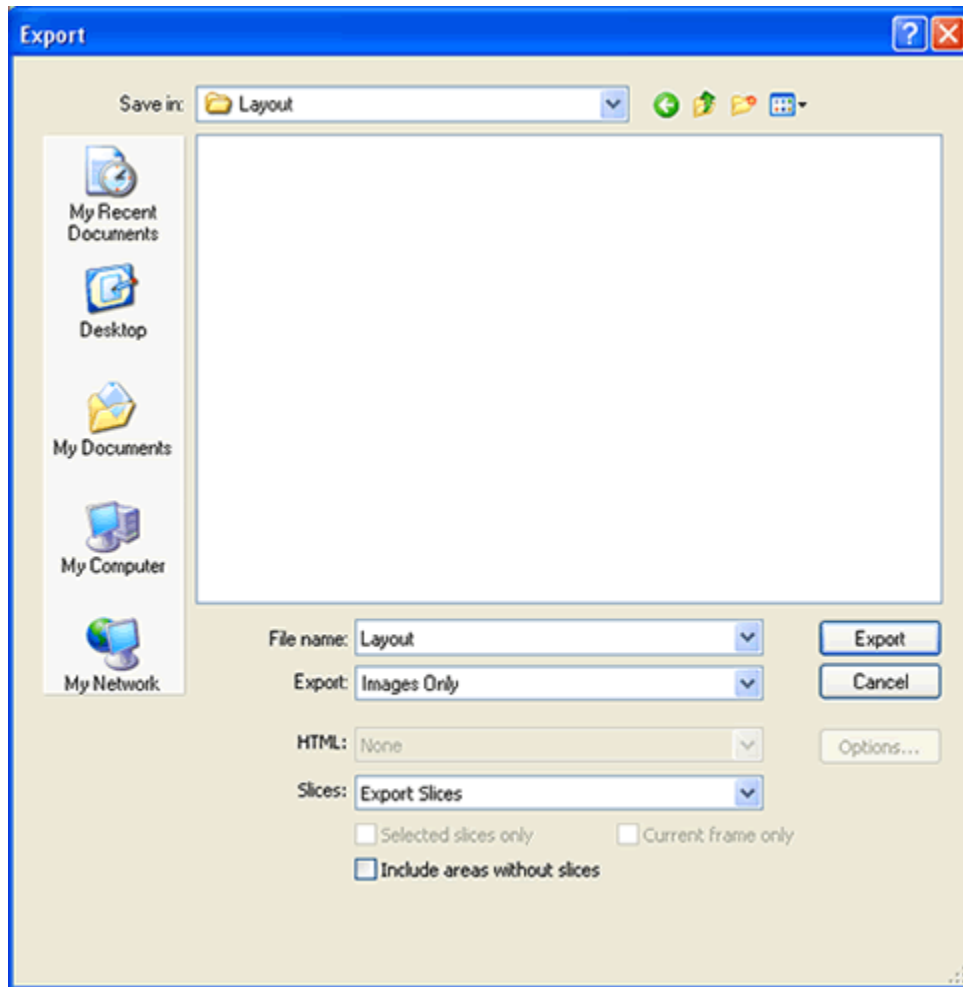 Export
Save in: Layout
My Recent
Documents
Desktop
My Documents
My Computer
My Network
File name: Layout
Export
Export: Images Only
Cancel
HTML: None
Options...
Slices: Export Slices
Selected slices only
Current frame only
Include areas without slices